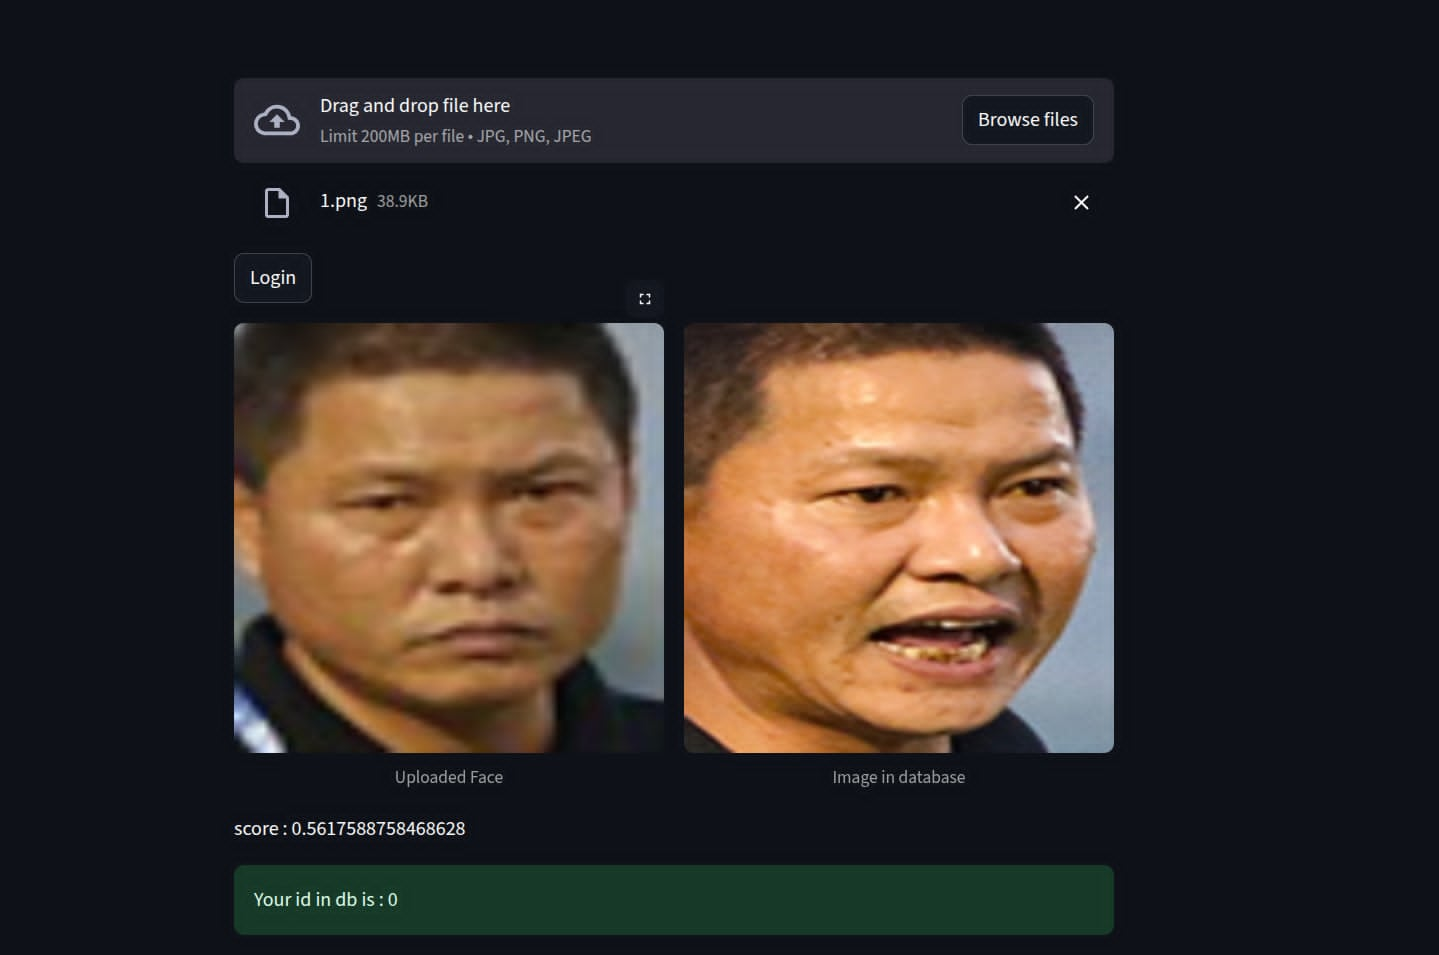 Drag and drop file here
Limit 200MB per file • JPG, PNG, JPEG
Browse files
1.png 38.9KB
Login
Uploaded Face
Image in database
score : 0.5617588758468628
Your id in db is : 0